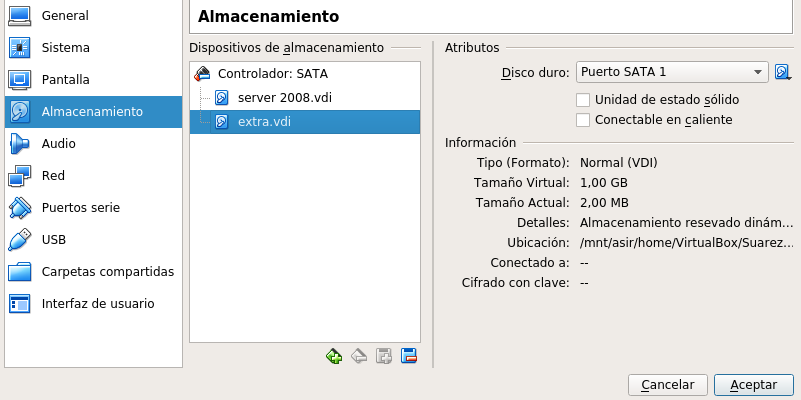 General
Sistema
Pantalla
Almacenamiento
Audio
Red
Puertos serie
USB
Carpetas compartidas
Interfaz de usuario
Almacenamiento
Dispositivos de almacenamiento
Controlador: SATA
server 2008.vdi
extra.vdi
Atributos
Disco duro: Puerto SATA 1
Unidad de estado sólido
Conectable en caliente
Información
Tipo (Formato): Normal (VDI)
Tamaño Virtual: 1,00 GB
Tamaño Actual: 2,00 MB
Detalles: Almacenamiento resevado dinám...
Ubicación: /mnt/asir/home/VirtualBox/Suarez...
Conectado a: --
Cifrado con clave: --
Cancelar
Aceptar